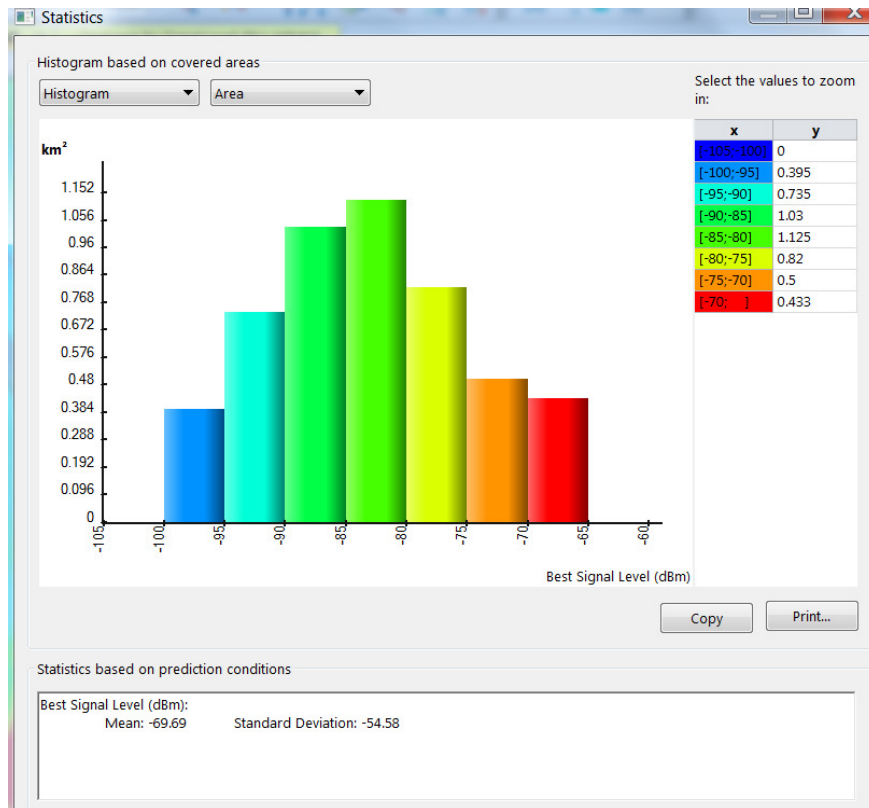 Statistics
Histogram based on covered areas
Histogram
Area
Select the values to zoom
in:
km²
1.152
1.056
0.96
0.864
0.768
0.672
0.576
0.48
0.384
0.288
0.192
0.096
0
-105
-100
-95
-90
-85
-80
-75
-70
-65
-60
Best Signal Level (dBm)
x y
[-105;-100] 0
[-100;-95] 0.395
[-95;-90] 0.735
[-90;-85] 1.03
[-85;-80] 1.125
[-80;-75] 0.82
[-75;-70] 0.5
[-70; ] 0.433
Copy
Print...
Statistics based on prediction conditions
Best Signal Level (dBm):
Mean: -69.69 Standard Deviation: -54.58